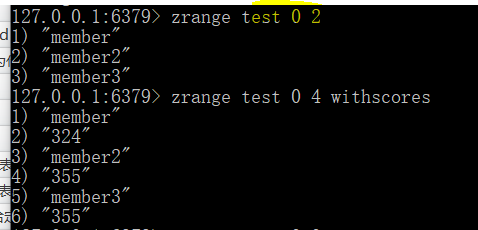 127.0.0.1:6379> zrange test 0 2
1) "member"
2) "member2"
3) "member3"
127.0.0.1:6379> zrange test 0 4 withscores
1) "member"
2) "324"
3) "member2"
4) "355"
5) "member3"
6) "355"